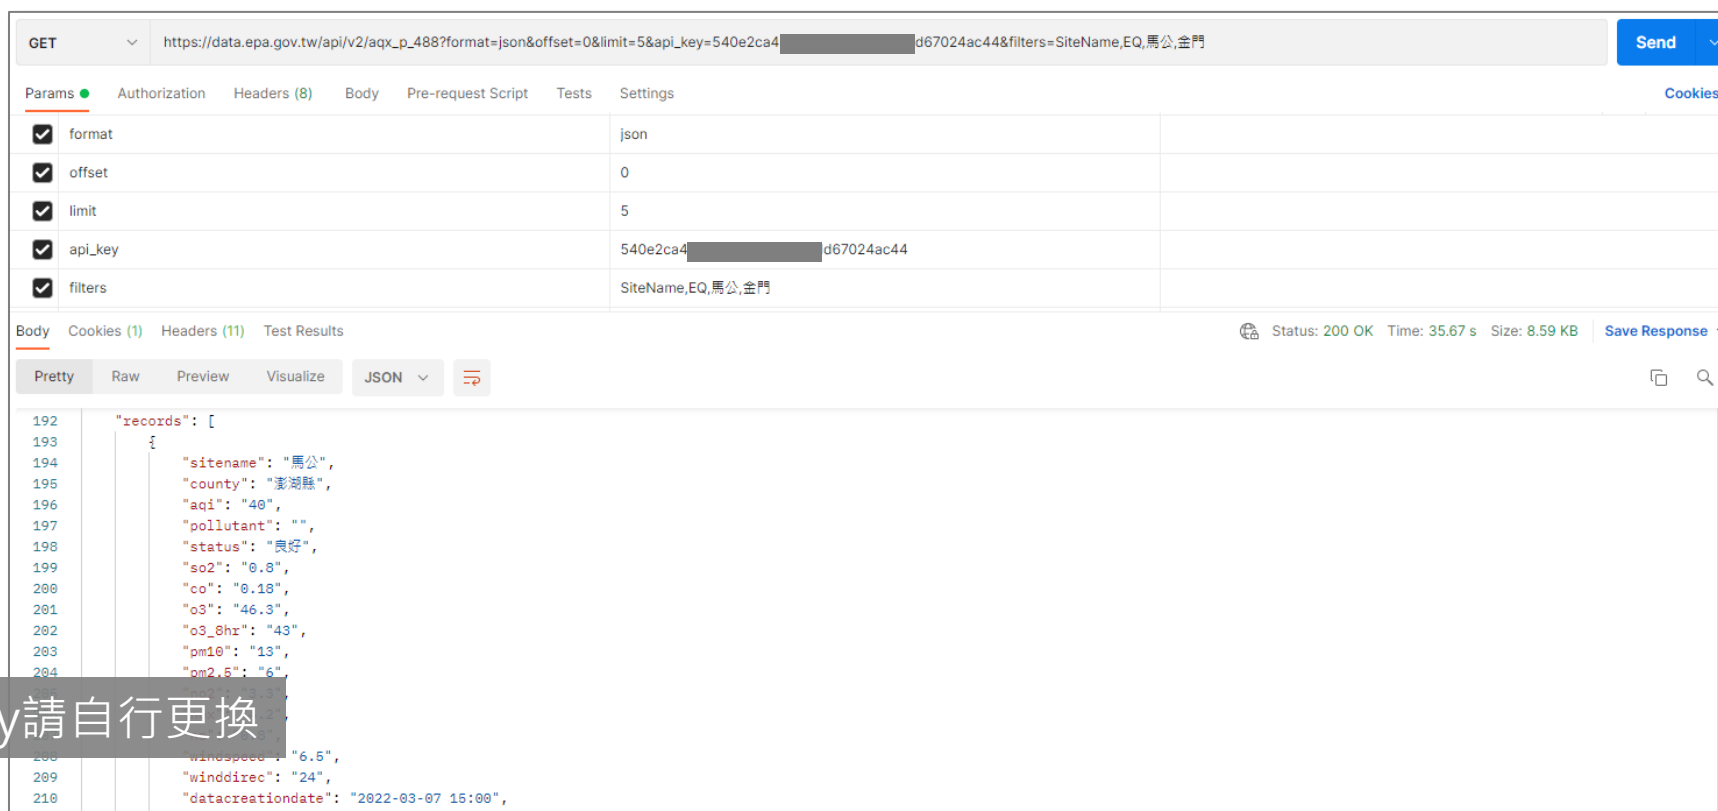 GET
https://data.epa.gov.tw/api/v2/aqx_p_488?format=json&offset=0&limit=5&api_key=540e2ca4 d67024ac44&filters=SiteName,EQ,馬公,金門
Send
Params Authorization Headers (8) Body Pre-request Script Tests Settings Cookies
format json
offset 0
limit 5
api_key 540e2ca4 d67024ac44
filters SiteName,EQ,馬公,金門
Body Cookies (1) Headers (11) Test Results Status: 200 OK Time: 35.67 s Size: 8.59 KB Save Response
Pretty Raw Preview Visualize JSON
192 "records": [
193 {
194 "sitename": "馬公",
195 "county": "澎湖縣",
196 "aqi": "40",
197 "pollutant": "",
198 "status": "良好",
199 "so2": "0.8",
200 "co": "0.18",
201 "o3": "46.3",
202 "o3_8hr": "43",
203 "pm10": "13",
204 "pm2.5": "6",
y請自行更換
208 "windspeed": "6.5",
209 "winddirec": "24",
210 "datacreationdate": "2022-03-07 15:00",